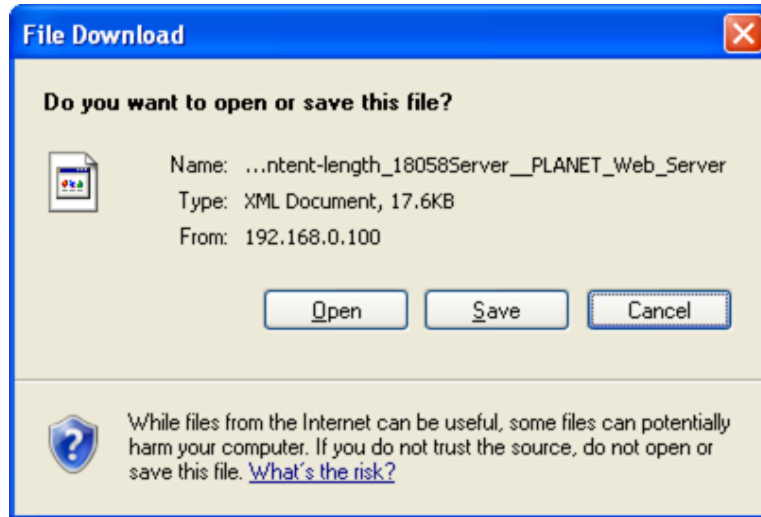 File Download
Do you want to open or save this file?
Name: ...ntent-length_18058Server__PLANET_Web_Server
Type: XML Document, 17.6KB
From: 192.168.0.100
Open Save Cancel
While files from the Internet can be useful, some files can potentially
harm your computer. If you do not trust the source, do not open or
save this file. What's the risk?